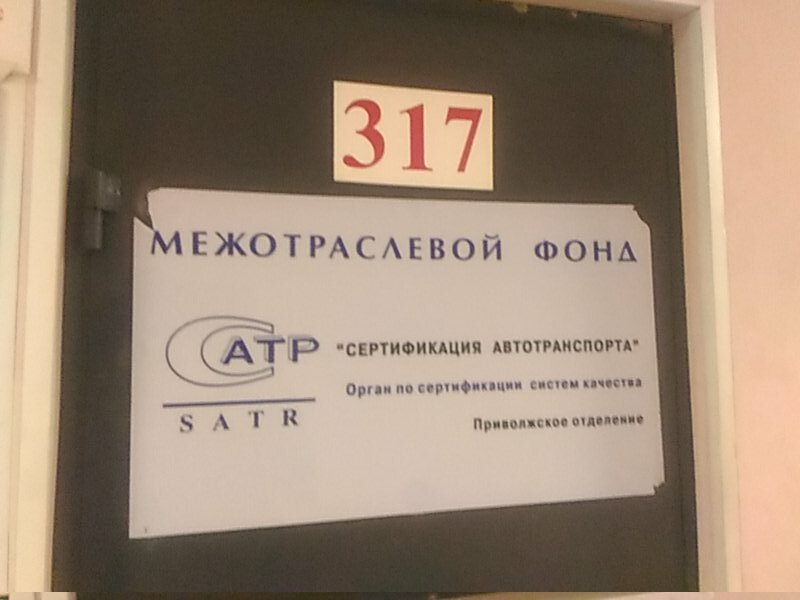 317
МЕЖОТРАСЛЕВОЙ ФОНД
САТР
"СЕРТИФИКАЦИЯ АВТОТРАНСПОРТА"
Орган по сертификации систем качества
SATR
Приволжское отделение